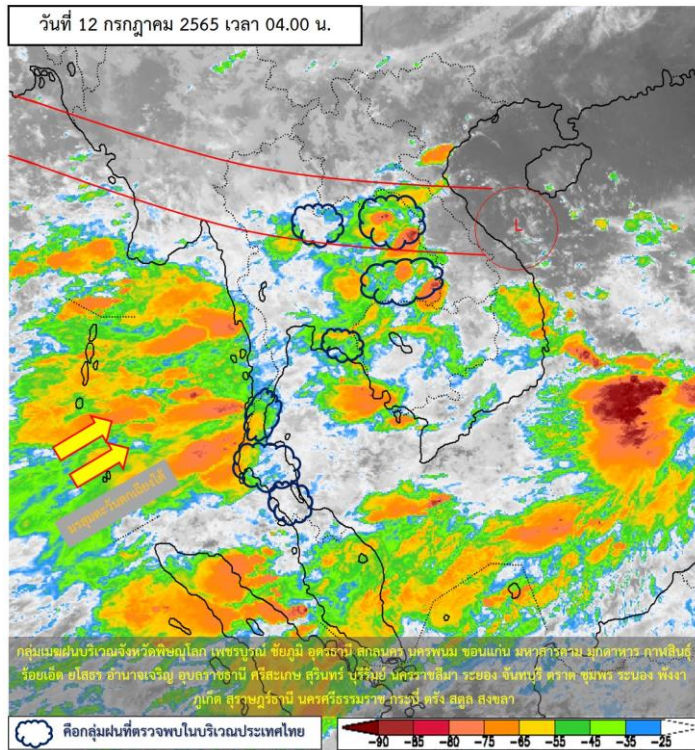 วันที่ 12 กรกฎาคม 2565 เวลา 04.00 น.
L
มรสุมตะวันตกเฉียงใต้
กลุ่มเมฆฝนบริเวณจังหวัดพิษณุโลก เพชรบูรณ์ ชัยภูมิ อุดรธานี สกลนคร นครพนม ขอนแก่น มหาสารคาม มุกดาหาร กาฬสินธุ์
ร้อยเอ็ด ยโสธร อำนาจเจริญ อุบลราชธานี ศรีสะเกษ สุรินทร์ บุรีรัมย์ นครราชสีมา ระยอง จันทบุรี ตราด ชุมพร ระนอง พังงา
ภูเก็ต สุราษฎร์ธานี นครศรีธรรมราช กระบี่ ตรัง สตูล สงขลา
คือกลุ่มฝนที่ตรวจพบในบริเวณประเทศไทย
-90 -85 -80 -75 -60 -55 -45 -35 -25